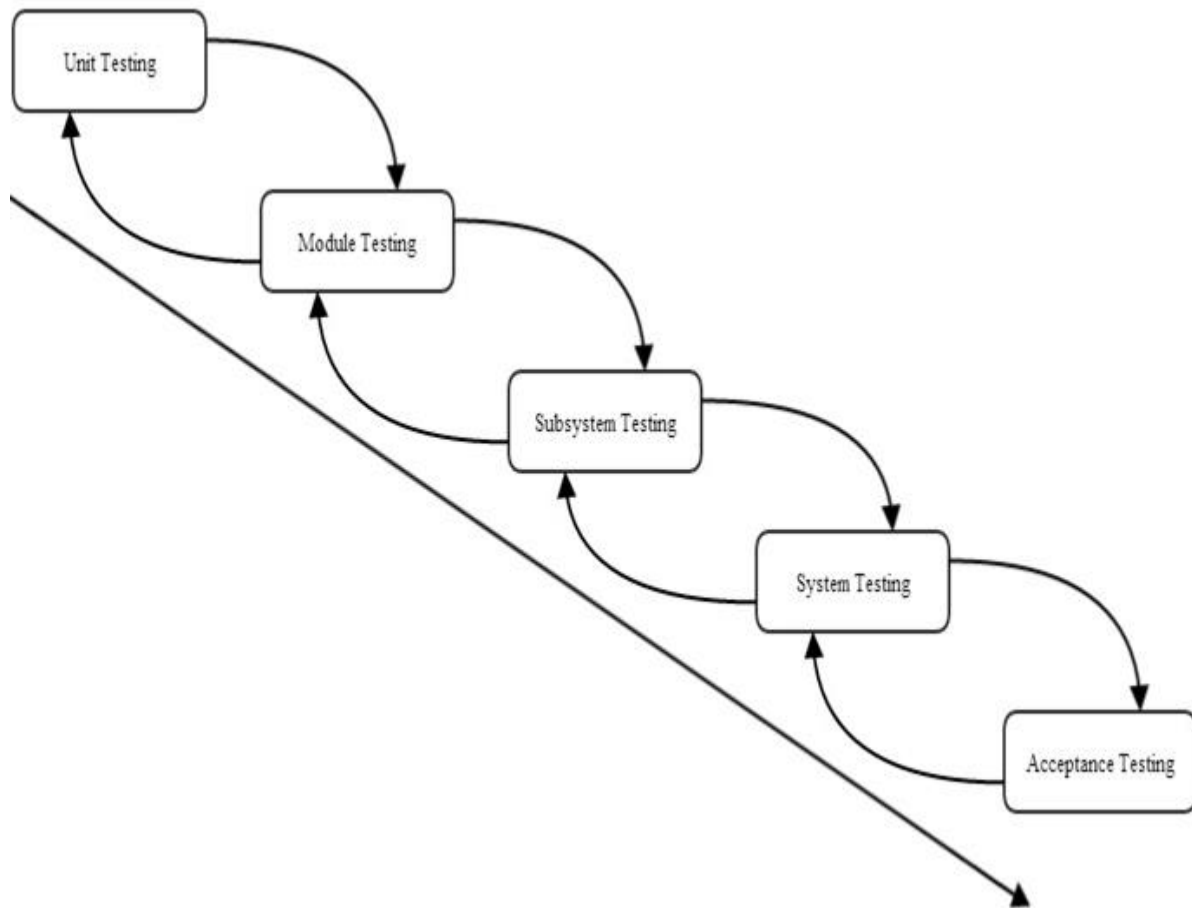 Unit Testing
Module Testing
Subsystem Testing
System Testing
Acceptance Testing